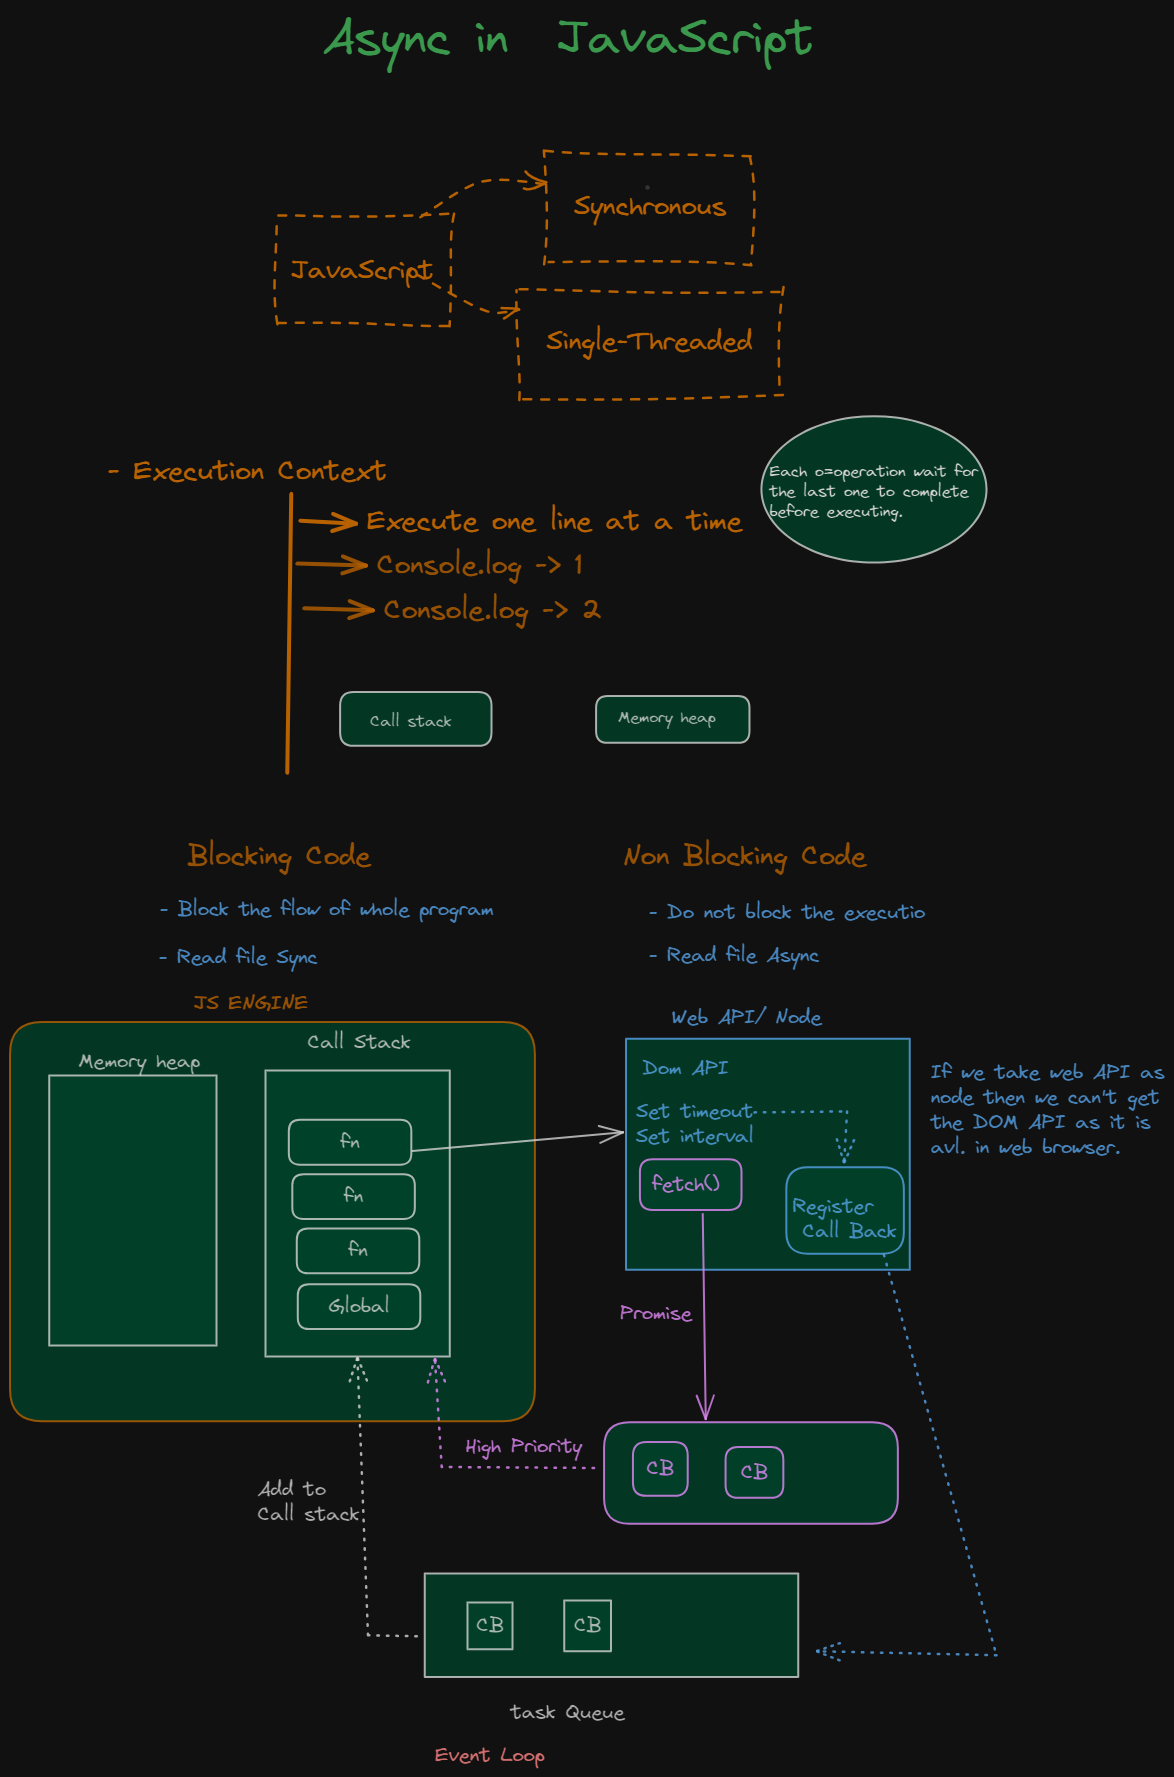 Async in JavaScript
Synchronous
JavaScript
Single-Threaded
- Execution Context
Each o=operation wait for
the last one to complete
before executing.
Execute one line at a time
Console.log -> 1
Console.log -> 2
Call stack
Memory heap
Blocking Code
- Block the flow of whole program
- Read file Sync
Non Blocking Code
- Do not block the executio
- Read file Async
JS ENGINE
Memory heap
Call Stack
fn
fn
fn
Global
Web API/ Node
Dom API
Set timeout
Set interval
fetch()
Register
Call Back
If we take web API as
node then we can't get
the DOM API as it is
avl. in web browser.
Promise
High Priority
CB
CB
Add to
Call stack
CB
CB
task Queue
Event Loop